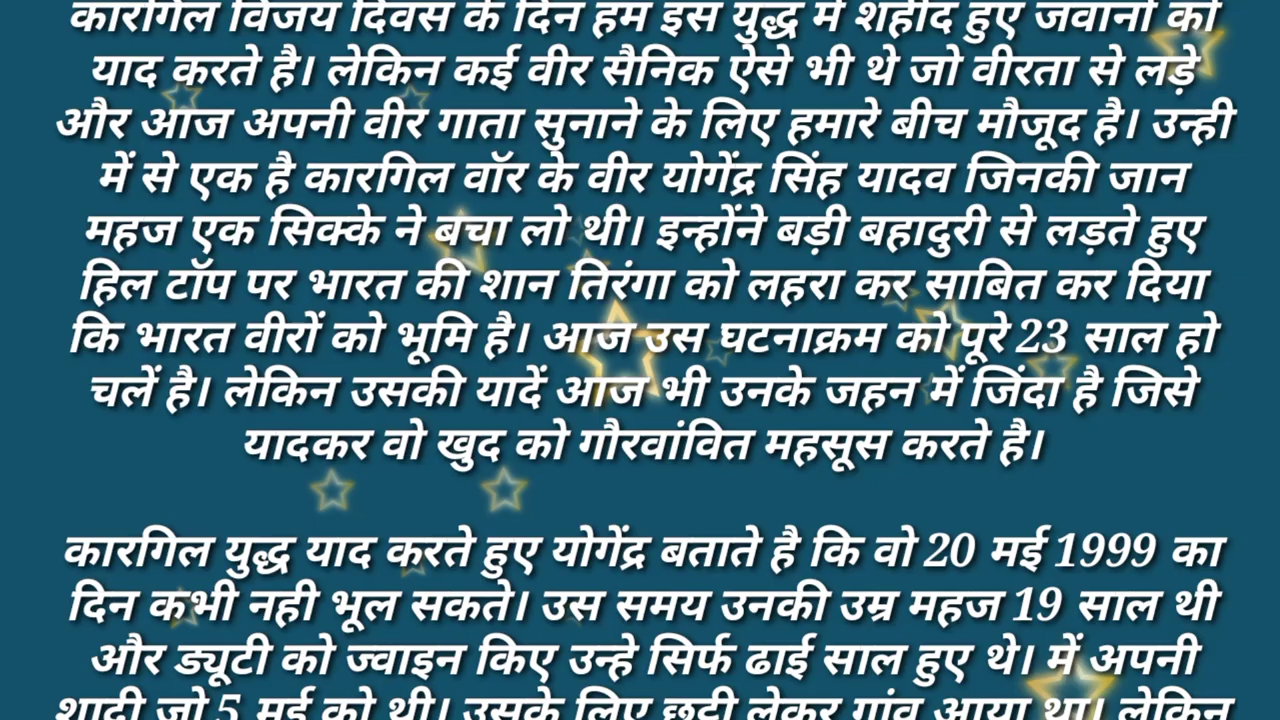 कारगिल विजय दिवस के दिन हम इस युद्ध में शहीद हुए जवानों को
याद करते है। लेकिन कई वीर सैनिक ऐसे भी थे जो वीरता से लड़े
और आज अपनी वीर गाता सुनाने के लिए हमारे बीच मौजूद है। उन्ही
में से एक है कारगिल वॉर के वीर योगेंद्र सिंह यादव जिनकी जान
महज एक सिक्के ने बचा लो थी। इन्होंने बड़ी बहादुरी से लड़ते हुए
हिल टॉप पर भारत की शान तिरंगा को लहरा कर साबित कर दिया
कि भारत वीरों को भूमि है। आज उस घटनाक्रम को पूरे 23 साल हो
चलें है। लेकिन उसकी यादें आज भी उनके जहन में जिंदा है जिसे
यादकर वो खुद को गौरवांवित महसूस करते है।
कारगिल युद्ध याद करते हुए योगेंद्र बताते है कि वो 20 मई 1999 का
दिन कभी नही भूल सकते। उस समय उनकी उम्र महज 19 साल थी
और ड्यूटी को ज्वाइन किए उन्हे सिर्फ ढाई साल हुए थे। में अपनी
शादी जो 5 मई को थी। उसके लिए छुट्टी लेकर गांव आया था। लेकिन